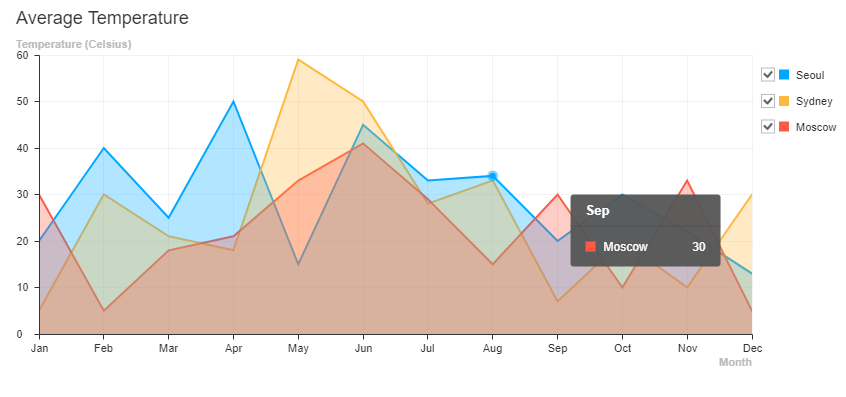 Average Temperature
Temperature (Celsius)
60
50
40
30
20
10
0
Jan Feb Mar Apr May Jun Jul Aug Sep Oct Nov Dec
Month
Seoul
Sydney
Moscow
Sep
Moscow 30